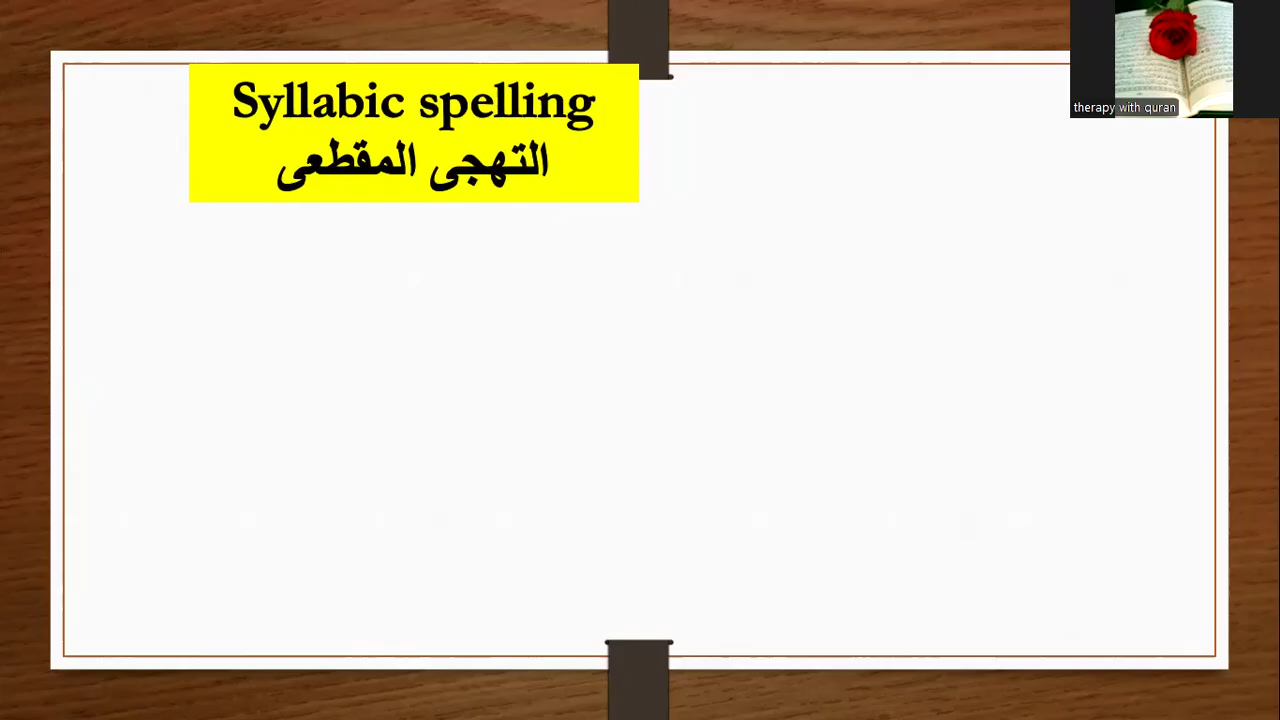 Syllabic spelling
التهجى المقطعى
therapy with quran